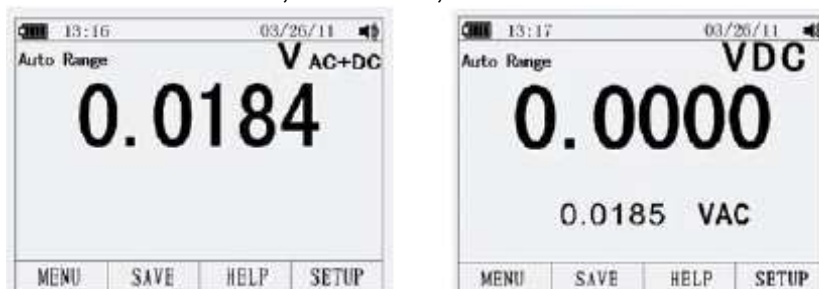 13:16 03/26/11
Auto Range V AC+DC
0.0184
MENU SAVE HELP SETUP
13:17 03/26/11
Auto Range VDC
0.0000
0.0185 VAC
MENU SAVE HELP SETUP